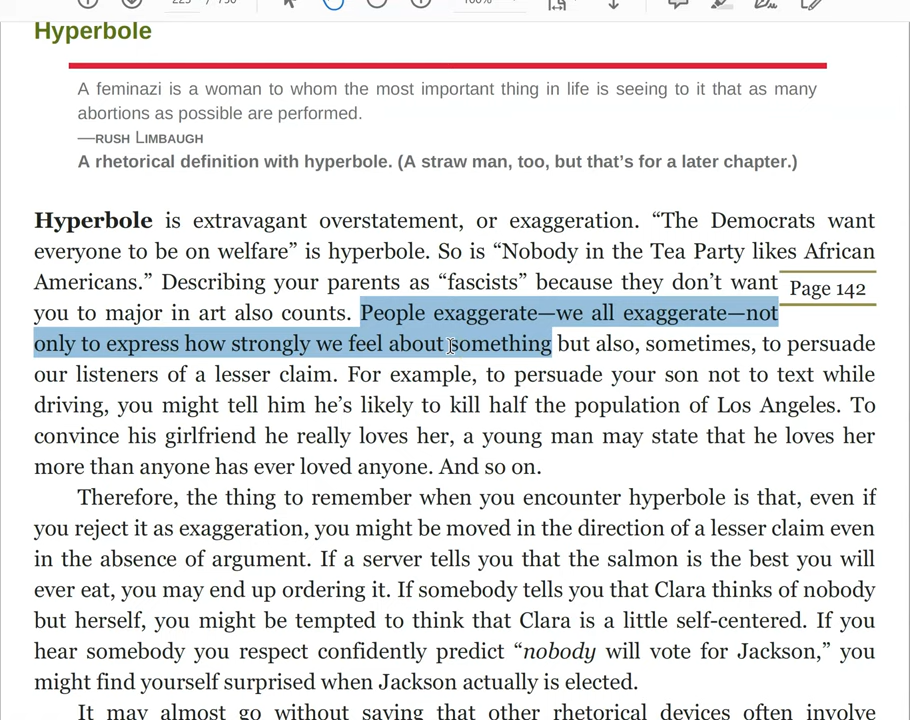 Hyperbole
A feminazi is a woman to whom the most important thing in life is seeing to it that as many
abortions as possible are performed.
—RUSH LIMBAUGH
A rhetorical definition with hyperbole. (A straw man, too, but that’s for a later chapter.)
Hyperbole is extravagant overstatement, or exaggeration. “The Democrats want
everyone to be on welfare” is hyperbole. So is “Nobody in the Tea Party likes African
Americans.” Describing your parents as “fascists” because they don’t want
Page 142
you to major in art also counts. People exaggerate—we all exaggerate—not
only to express how strongly we feel about something but also, sometimes, to persuade
our listeners of a lesser claim. For example, to persuade your son not to text while
driving, you might tell him he’s likely to kill half the population of Los Angeles. To
convince his girlfriend he really loves her, a young man may state that he loves her
more than anyone has ever loved anyone. And so on.
Therefore, the thing to remember when you encounter hyperbole is that, even if
you reject it as exaggeration, you might be moved in the direction of a lesser claim even
in the absence of argument. If a server tells you that the salmon is the best you will
ever eat, you may end up ordering it. If somebody tells you that Clara thinks of nobody
but herself, you might be tempted to think that Clara is a little self-centered. If you
hear somebody you respect confidently predict “nobody will vote for Jackson,” you
might find yourself surprised when Jackson actually is elected.
It may almost go without saying that other rhetorical devices often involve